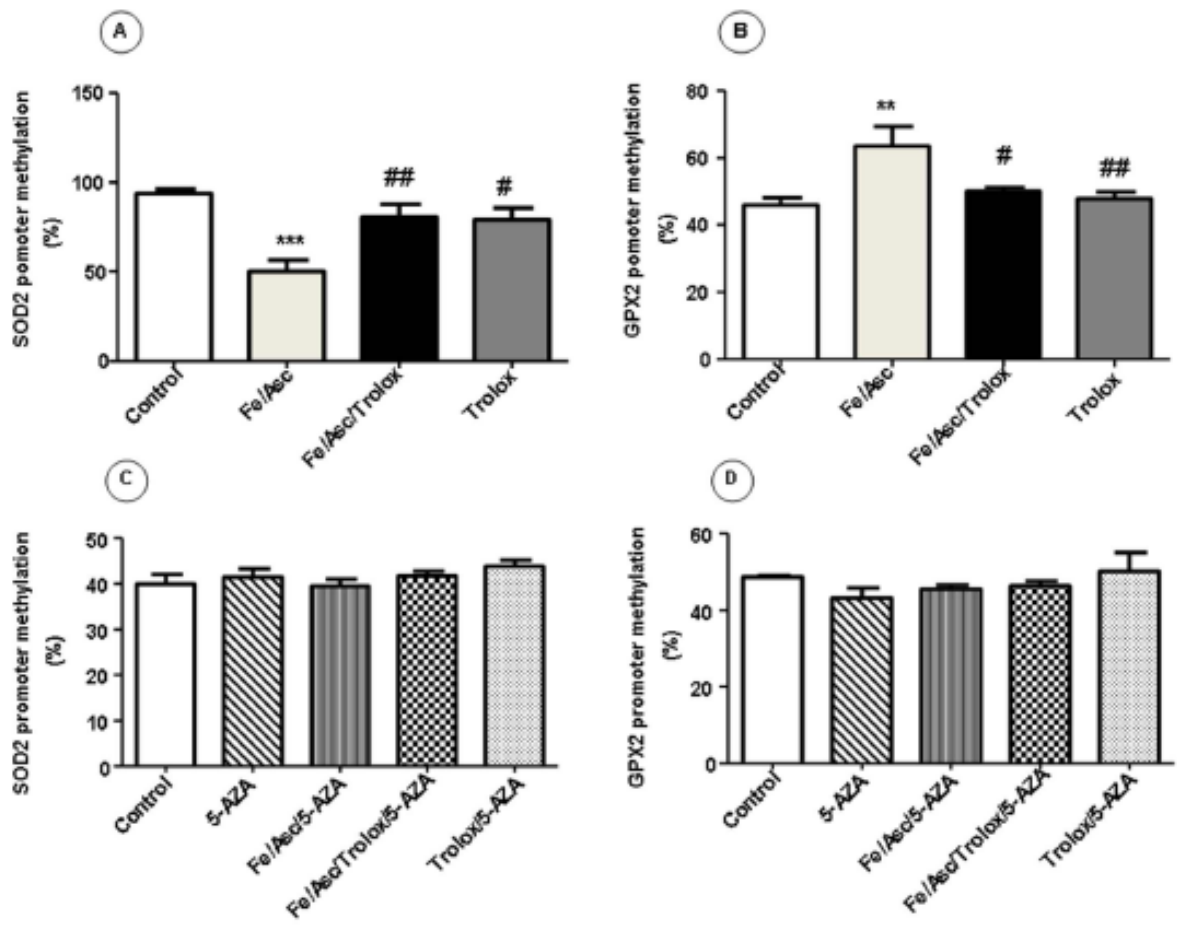 A
SOD2 pomoter methylation
(%)
150
100
50
0
***
##
#
Control
Fe/Asc
Fe/Asc/Trolox
Trolox
B
GPX2 pomoter methylation
(%)
80
60
40
20
0
**
#
##
Control
Fe/Asc
Fe/Asc/Trolox
Trolox
C
SOD2 promoter methylation
(%)
50
40
30
20
10
0
Control
5-AZA
Fe/Asc/5-AZA
Fe/Asc/Trolox/5-AZA
Trolox/5-AZA
D
GPX2 promoter methylation
(%)
60
40
20
0
Control
5-AZA
Fe/Asc/5-AZA
Fe/Asc/Trolox/5-AZA
Trolox/5-AZA